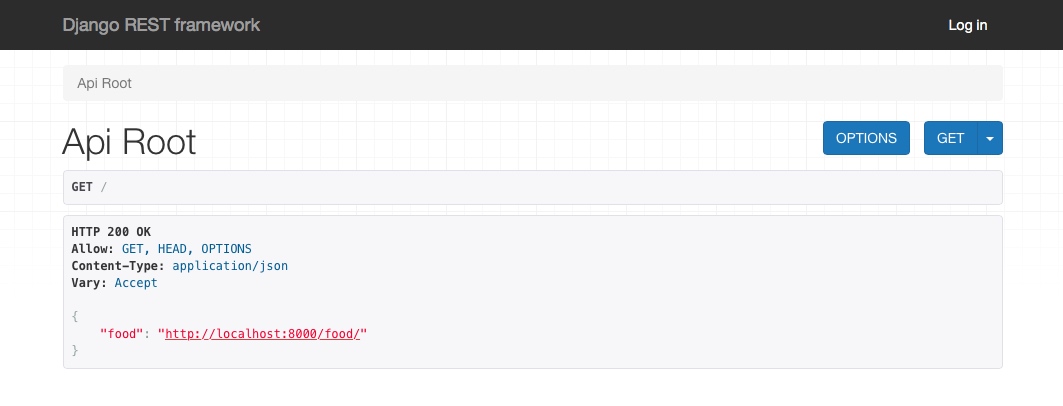 Django REST framework
Log in
Api Root
Api Root
OPTIONS
GET
GET /
HTTP 200 OK
Allow: GET, HEAD, OPTIONS
Content-Type: application/json
Vary: Accept
{
    "food": "http://localhost:8000/food/"
}